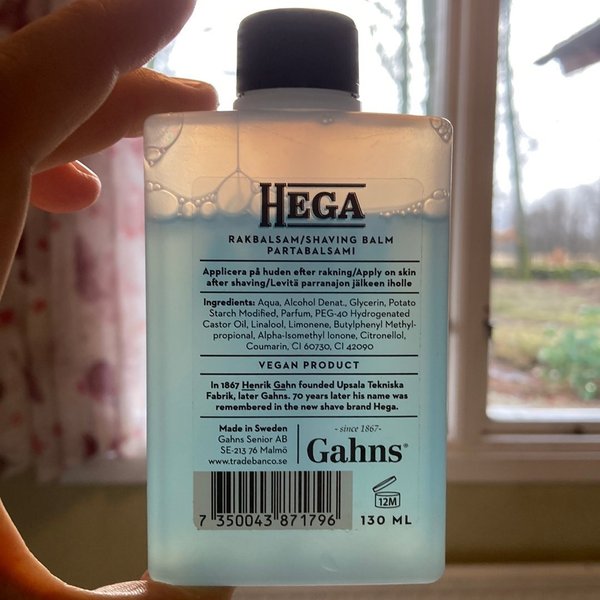 HEGA
RAKBALSAM/SHAVING BALM
PARTABALSAMI
Applicera på huden efter rakning/Apply on skin
after shaving/Levitä parranajon jälkeen iholle
Ingredients: Aqua, Alcohol Denat., Glycerin, Potato
Starch Modified, Parfum, PEG-40 Hydrogenated
Castor Oil, Linalool, Limonene, Butylphenyl Methyl-
propional, Alpha-Isomethyl Ionone, Citronellol,
Coumarin, CI 60730, CI 42090
VEGAN PRODUCT
In 1867 Henrik Gahn founded Upsala Tekniska
Fabrik, later Gahns. 70 years later his name was
remembered in the new shave brand Hega.
Made in Sweden
Gahns Senior AB
SE-213 76 Malmö
www.tradebanco.se
- since 1867-
Gahns®
12M
7 350043 871796
130 ML